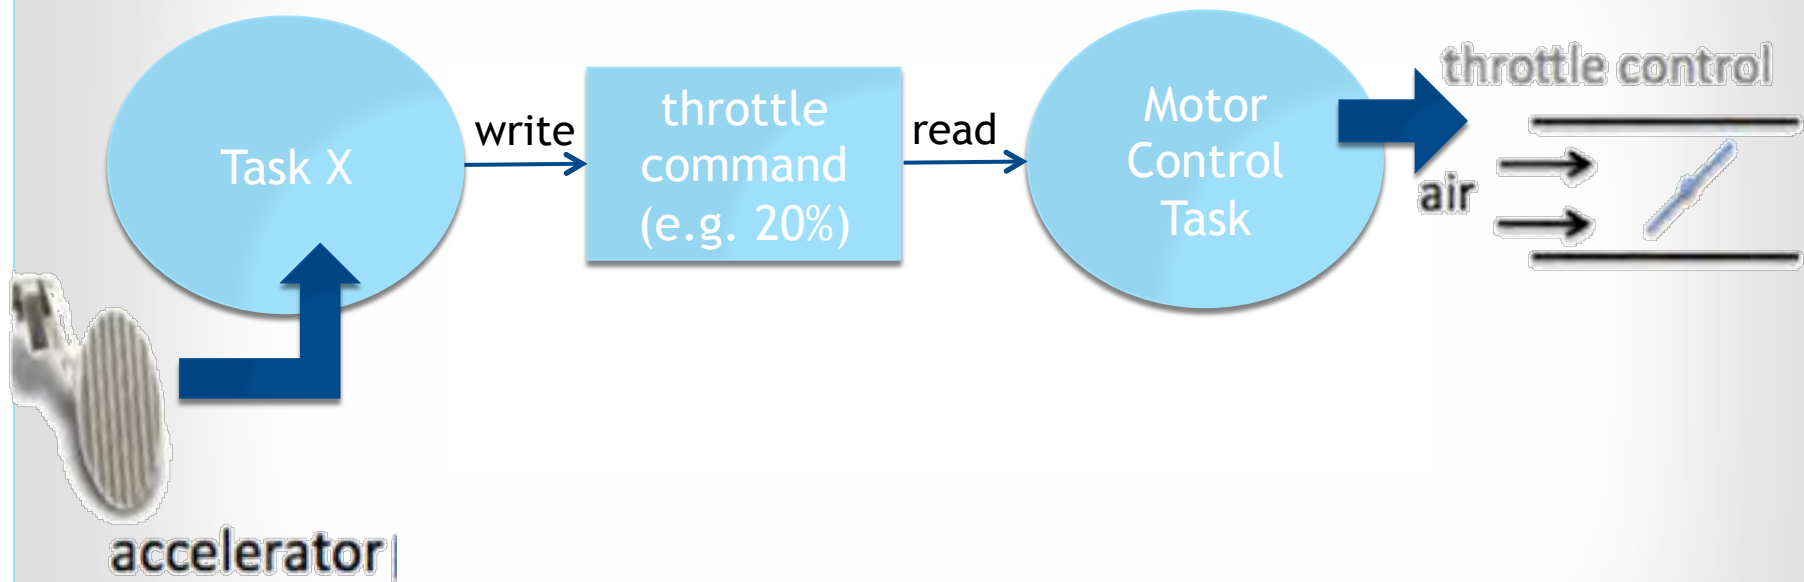 Task X
write
throttle
command
(e.g. 20%)
read
Motor
Control
Task
throttle control
air
accelerator